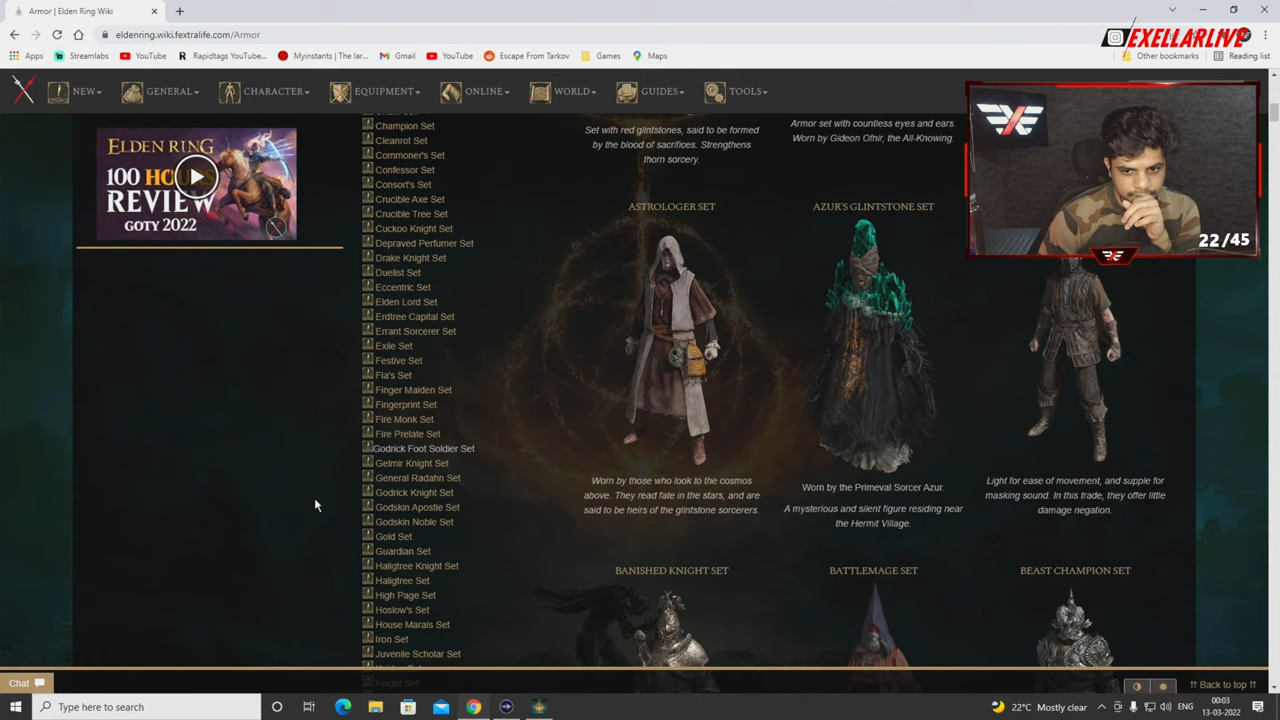 Armor | Elden Ring Wiki
eldenring.wiki.fextralife.com/Armor
Apps
Streamlabs
YouTube
Rapidtags YouTube...
Myinstants | The lar...
Gmail
YouTube
Escape From Tarkov
Games
Maps
Other bookmarks
Reading list
EXELLARLIVE
NEW
GENERAL
CHARACTER
EQUIPMENT
ONLINE
WORLD
GUIDES
TOOLS
ELDEN RING
100 HO
REVIEW
GOTY 2022
Champion Set
Cleanrot Set
Commoner's Set
Confessor Set
Consort's Set
Crucible Axe Set
Crucible Tree Set
Cuckoo Knight Set
Depraved Perfumer Set
Drake Knight Set
Duelist Set
Eccentric Set
Elden Lord Set
Erdtree Capital Set
Errant Sorcerer Set
Exile Set
Festive Set
Fia's Set
Finger Maiden Set
Fingerprint Set
Fire Monk Set
Fire Prelate Set
Godrick Foot Soldier Set
Gelmir Knight Set
General Radahn Set
Godrick Knight Set
Godskin Apostle Set
Godskin Noble Set
Gold Set
Guardian Set
Haligtree Knight Set
Haligtree Set
High Page Set
Hoslow's Set
House Marais Set
Iron Set
Juvenile Scholar Set
Knight Set
Set with red glintstones, said to be formed
by the blood of sacrifices. Strengthens
thorn sorcery.
Armor set with countless eyes and ears.
Worn by Gideon Ofnir, the All-Knowing.
22/45
ASTROLOGER SET
AZUR'S GLINTSTONE SET
Worn by those who look to the cosmos
above. They read fate in the stars, and are
said to be heirs of the glintstone sorcerers.
Worn by the Primeval Sorcer Azur.
A mysterious and silent figure residing near
the Hermit Village.
Light for ease of movement, and supple for
masking sound. In this trade, they offer little
damage negation.
BANISHED KNIGHT SET
BATTLEMAGE SET
BEAST CHAMPION SET
Chat
⇈ Back to top ⇈
Type here to search
22°C Mostly clear
ENG
00:03
13-03-2022